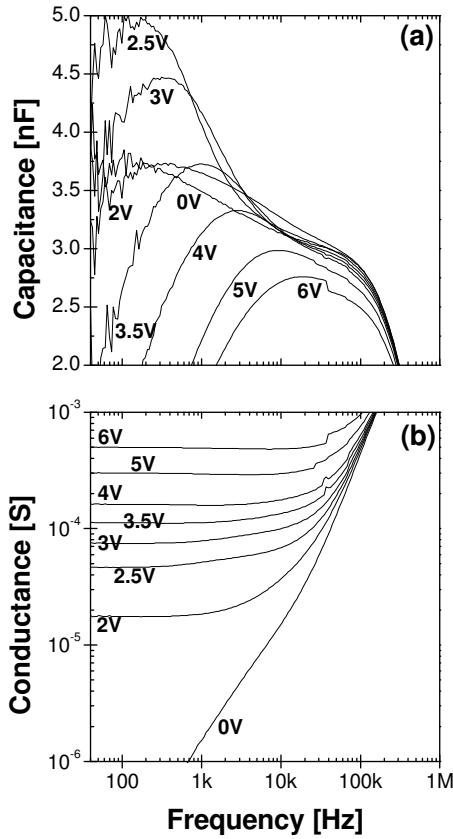 (a)
5.0
4.5
4.0
3.5
3.0
2.5
2.0
Capacitance [nF]
2.5V
3V
2V
0V
4V
3.5V
5V
6V
(b)
10-3
10-4
10-5
10-6
Conductance [S]
6V
5V
4V
3.5V
3V
2.5V
2V
0V
100 1k 10k 100k 1M
Frequency [Hz]